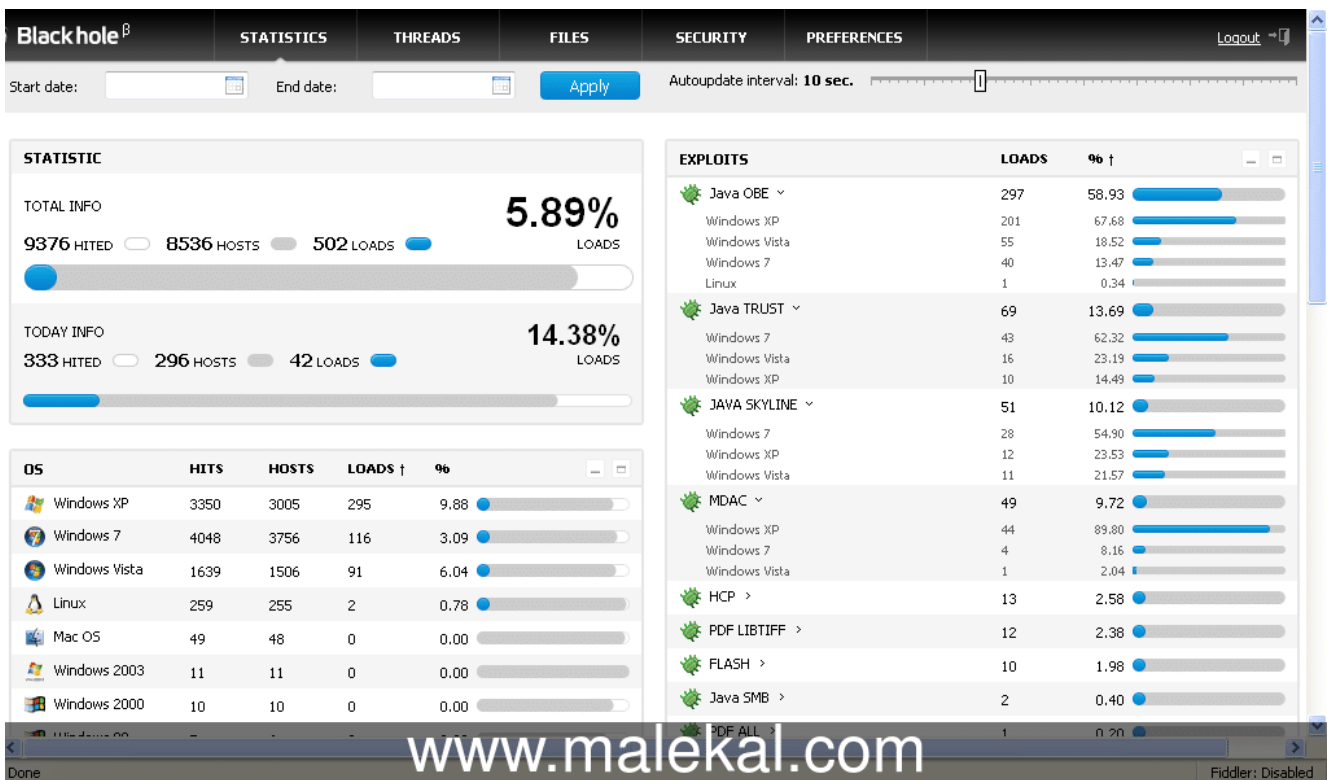 Black hole β STATISTICS THREADS FILES SECURITY PREFERENCES Logout
Start date: End date: Apply Autoupdate interval: 10 sec.
STATISTIC
TOTAL INFO
5.89%
9376 HITED 8536 HOSTS 502 LOADS LOADS
TODAY INFO
14.38%
333 HITED 296 HOSTS 42 LOADS LOADS
OS HITS HOSTS LOADS † %
Windows XP 3350 3005 295 9.88
Windows 7 4048 3756 116 3.09
Windows Vista 1639 1506 91 6.04
Linux 259 255 2 0.78
Mac OS 49 48 0 0.00
Windows 2003 11 11 0 0.00
Windows 2000 10 10 0 0.00
EXPLOITS LOADS % †
Java OBE 297 58.93
Windows XP 201 67.68
Windows Vista 55 18.52
Windows 7 40 13.47
Linux 1 0.34
Java TRUST 69 13.69
Windows 7 43 62.32
Windows Vista 16 23.19
Windows XP 10 14.49
JAVA SKYLINE 51 10.12
Windows 7 28 54.90
Windows XP 12 23.53
Windows Vista 11 21.57
MDAC 49 9.72
Windows XP 44 89.80
Windows 7 4 8.16
Windows Vista 1 2.04
HCP > 13 2.58
PDF LIBTIFF > 12 2.38
FLASH > 10 1.98
Java SMB > 2 0.40
PDF ALL > 1 0.20
www.malekal.com
Done Fiddler: Disabled